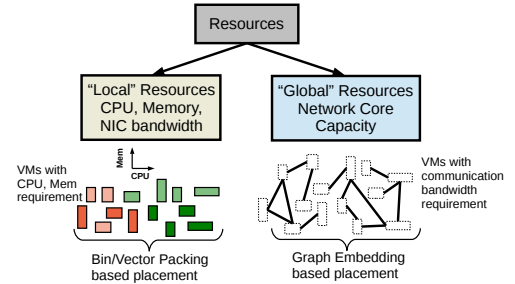 Resources
“Local” Resources
CPU, Memory,
NIC bandwidth
“Global” Resources
Network Core
Capacity
Mem
CPU
VMs with
CPU, Mem
requirement
VMs with
communication
bandwidth
requirement
Bin/Vector Packing
based placement
Graph Embedding
based placement